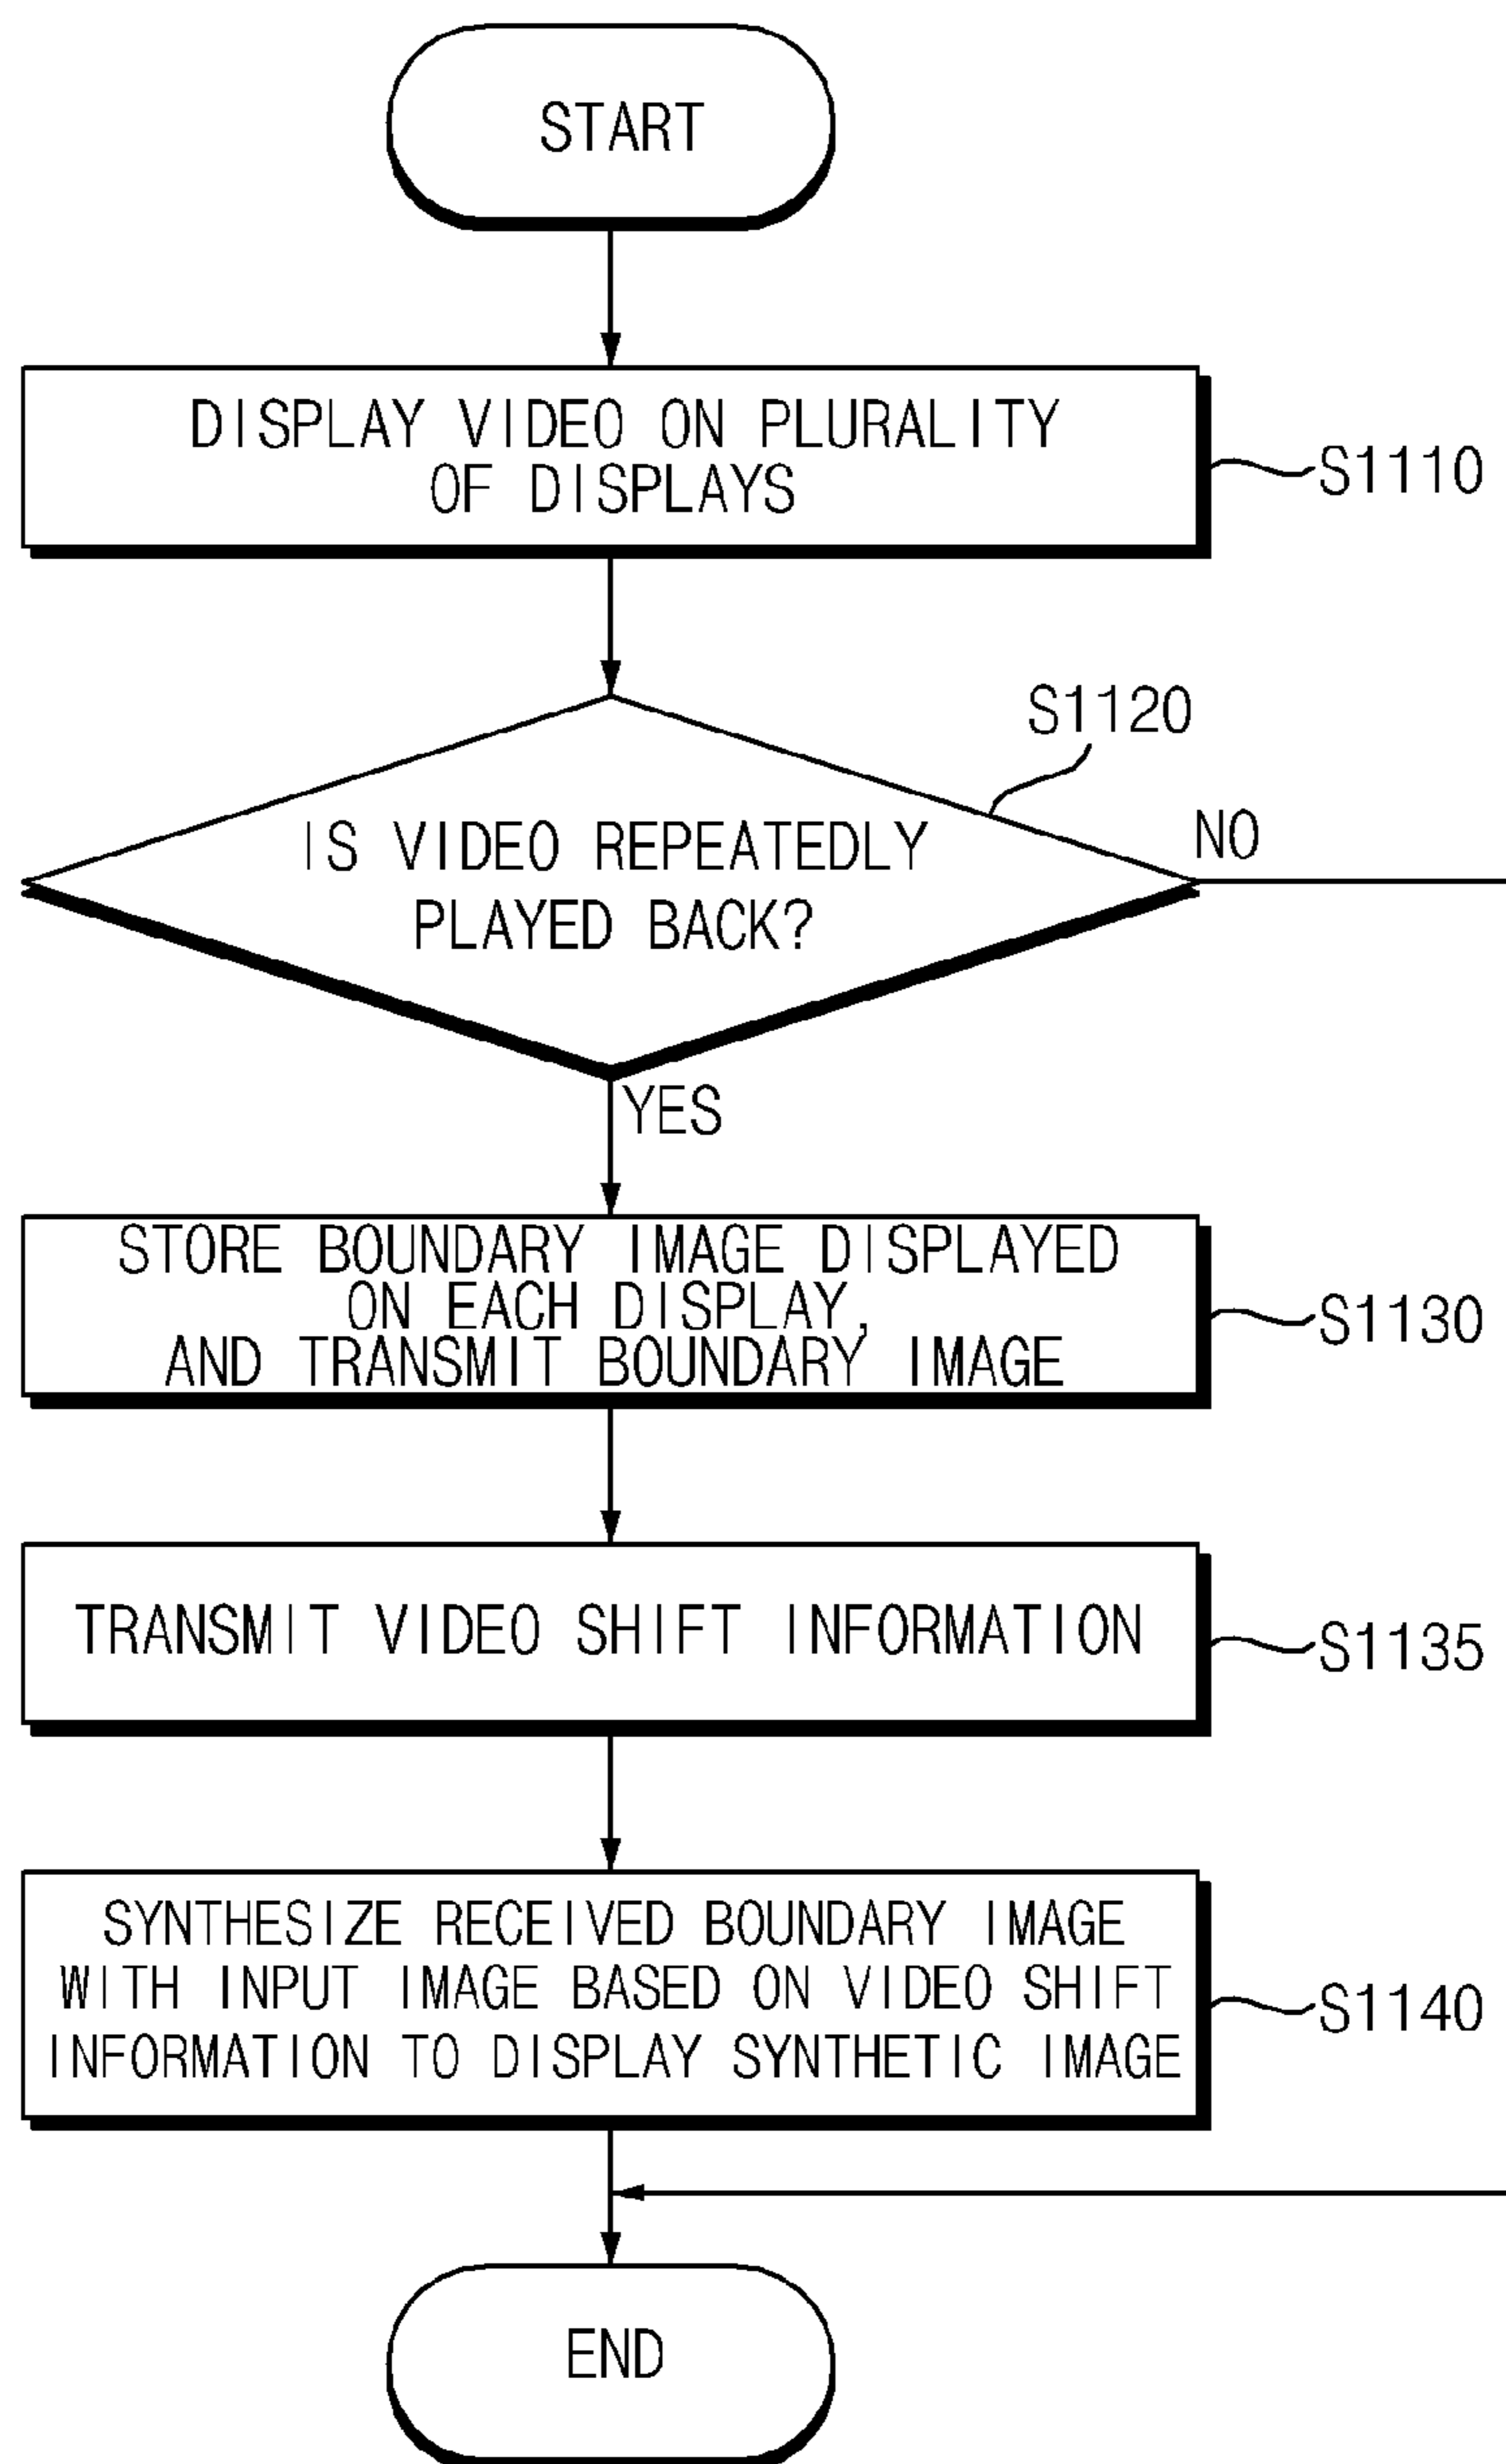 START
DISPLAY VIDEO ON PLURALITY
OF DISPLAYS
S1110
S1120
IS VIDEO REPEATEDLY
PLAYED BACK?
NO
YES
STORE BOUNDARY IMAGE DISPLAYED
ON EACH DISPLAY,
AND TRANSMIT BOUNDARY IMAGE
S1130
TRANSMIT VIDEO SHIFT INFORMATION
S1135
SYNTHESIZE RECEIVED BOUNDARY IMAGE
WITH INPUT IMAGE BASED ON VIDEO SHIFT
INFORMATION TO DISPLAY SYNTHETIC IMAGE
S1140
END